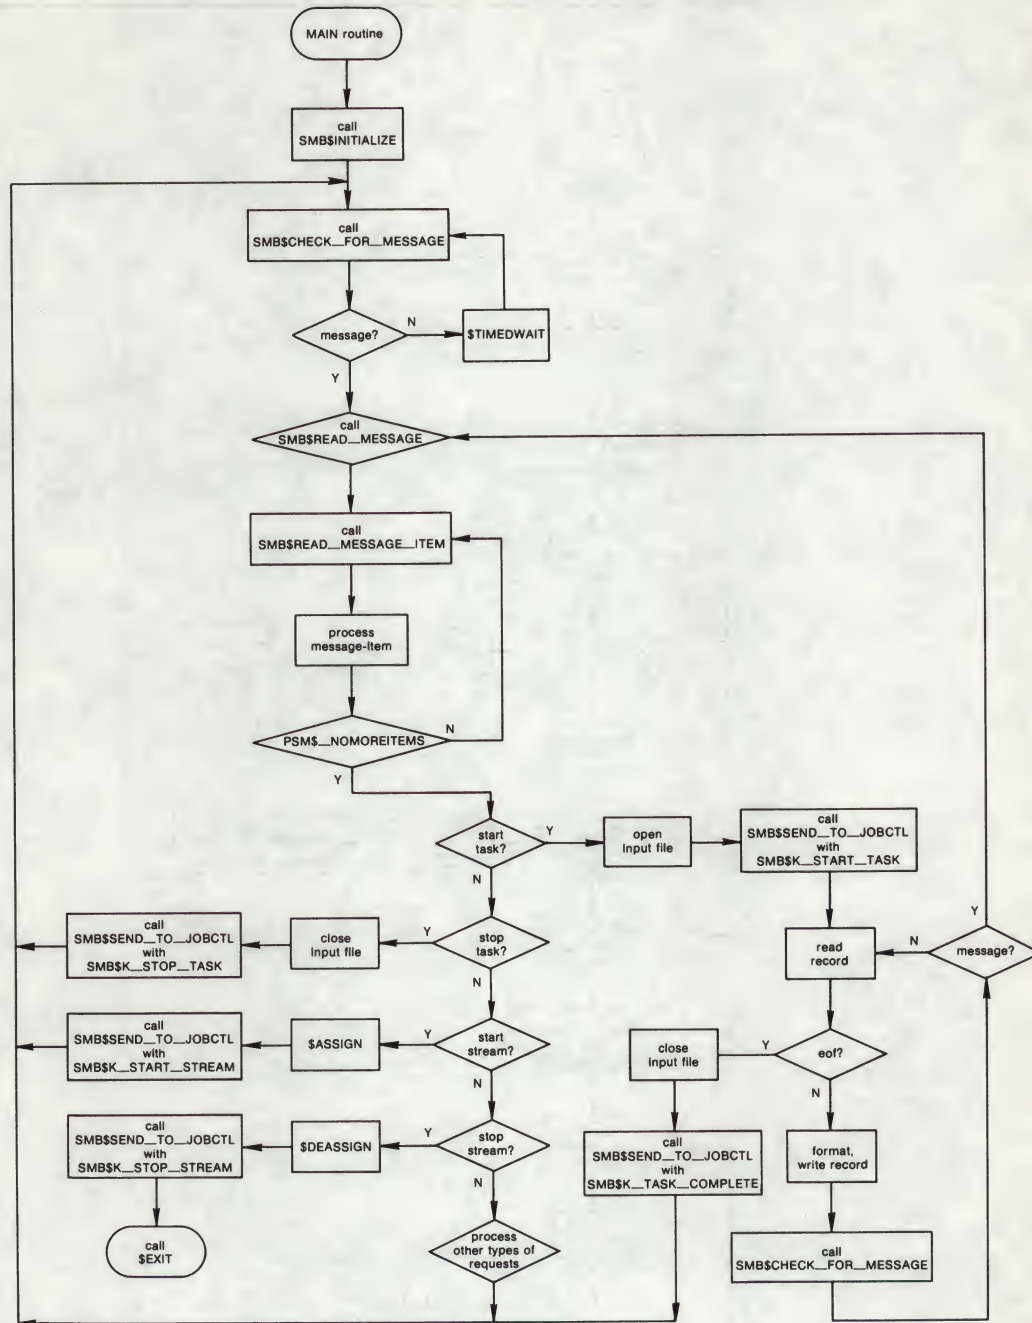 MAIN routine
call
SMB$INITIALIZE
call
SMB$CHECK__FOR__MESSAGE
message?
N
$TIMEDWAIT
Y
call
SMB$READ__MESSAGE
call
SMB$READ__MESSAGE__ITEM
process
message-item
PSM$__NOMOREITEMS
N
Y
start
task?
Y
open
input file
call
SMB$SEND__TO__JOBCTL
with
SMB$K__START__TASK
N
call
SMB$SEND__TO__JOBCTL
with
SMB$K__STOP__TASK
close
input file
Y
stop
task?
read
record
N
message?
Y
N
call
SMB$SEND__TO__JOBCTL
with
SMB$K__START__STREAM
$ASSIGN
Y
start
stream?
close
input file
Y
eof?
N
N
call
SMB$SEND__TO__JOBCTL
with
SMB$K__STOP__STREAM
$DEASSIGN
Y
stop
stream?
call
SMB$SEND__TO__JOBCTL
with
SMB$K__TASK__COMPLETE
format,
write record
N
call
$EXIT
process
other types of
requests
call
SMB$CHECK__FOR__MESSAGE